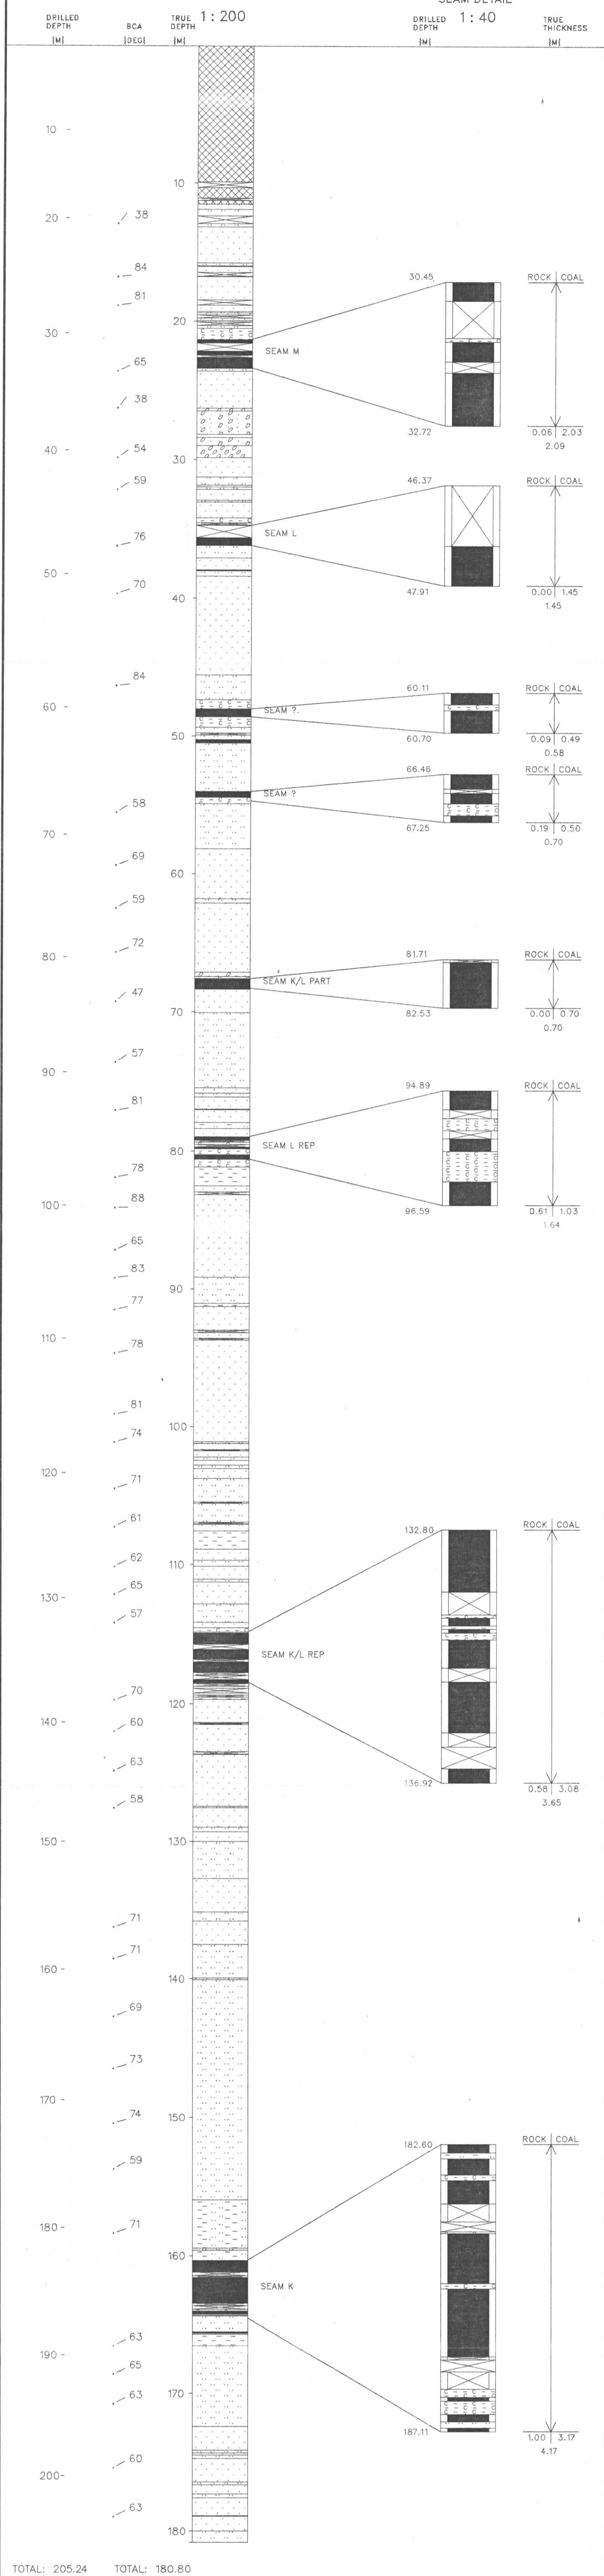 SEAM DETAIL
DRILLED DEPTH BCA TRUE DEPTH 1:200 DRILLED DEPTH 1:40 TRUE THICKNESS
|M| |DEG| |M| |M| |M|
10 -
10
20 - 38
84 30.45 ROCK COAL
81
20
30 -
SEAM M
65
38
32.72 0.06 2.03
2.09
40 - 54 30
59 46.37 ROCK COAL
76 SEAM L
50 - 70 47.91 0.00 1.45
40 1.45
84
60 - 60.11 ROCK COAL
SEAM ?
50 60.70 0.09 0.49
0.58
66.46 ROCK COAL
SEAM ?
58
70 - 67.25 0.19 0.50
0.70
69
60
59
72
80 - 81.71 ROCK COAL
SEAM K/L PART
47
70 82.53 0.00 0.70
0.70
57
90 -
94.89 ROCK COAL
81
SEAM L REP
80
78
88
100 - 96.59 0.61 1.03
1.64
65
83
77 90
110 - 78
81
74 100
120 - 71
61
132.80 ROCK COAL
62 110
65
130 - 57
SEAM K/L REP
70
120
140 - 60
63
136.92 0.58 3.08
3.65
58
150 - 130
71
71
160 - 140
69
73
170 - 74 150
182.60 ROCK COAL
59
180 - 71
160
SEAM K
63
190 -
65
63 170
187.11 1.00 3.17
4.17
60
200-
63
180
TOTAL: 205.24 TOTAL: 180.80